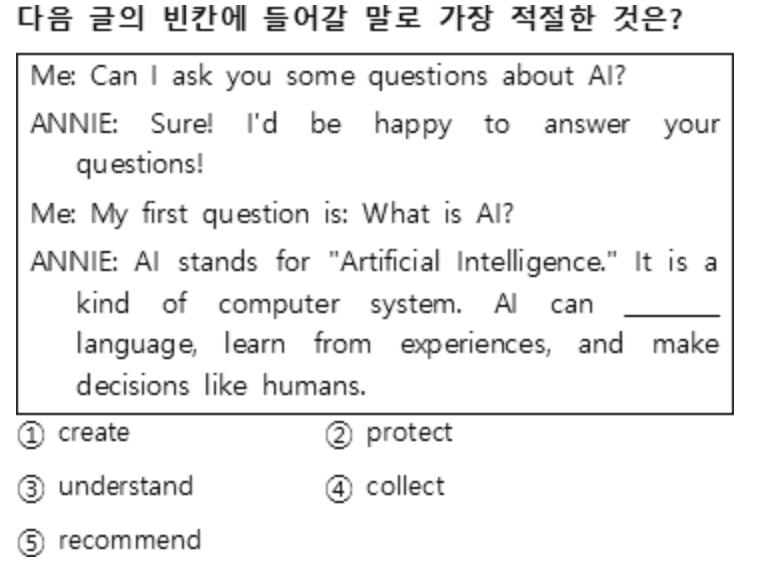 다음 글의 빈칸에 들어갈 말로 가장 적절한 것은?
Me: Can I ask you some questions about AI?
ANNIE: Sure! I'd be happy to answer your
questions!
Me: My first question is: What is AI?
ANNIE: AI stands for "Artificial Intelligence." It is a
kind of computer system. AI can ______
language, learn from experiences, and make
decisions like humans.
① create ② protect
③ understand ④ collect
⑤ recommend